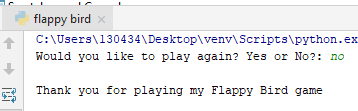 flappy bird
C:\Users\130434\Desktop\venv\Scripts\python.ex
Would you like to play again? Yes or No?: no
Thank you for playing my Flappy Bird game